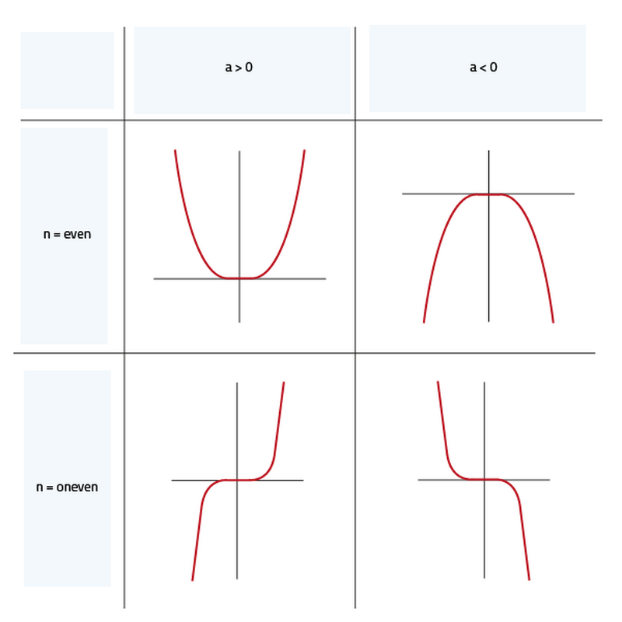 a > 0
a < 0
n = even
n = oneven